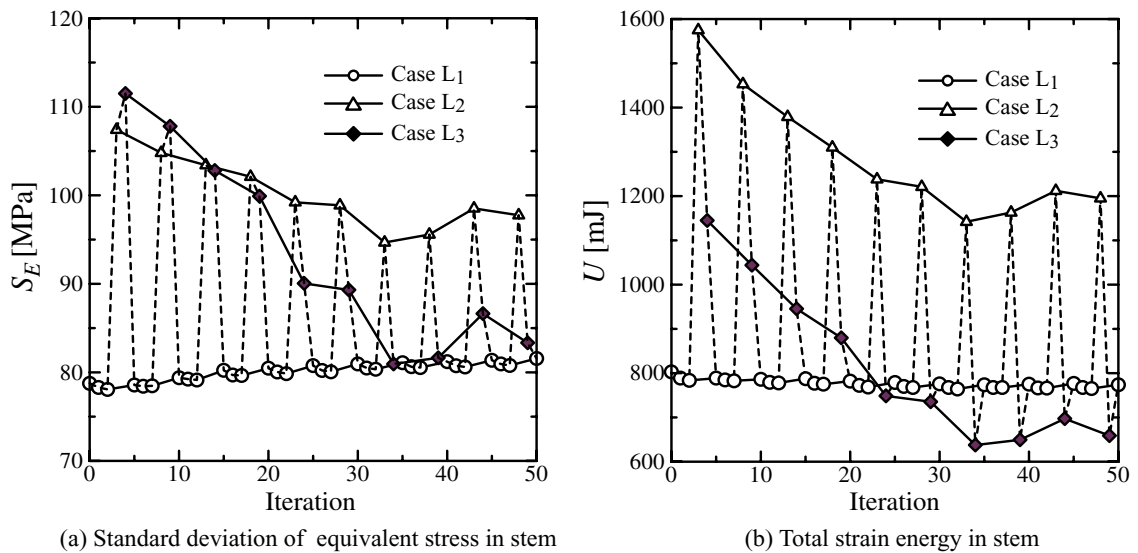 120
110
100
90
80
70
S_E [MPa]
Case L1
Case L2
Case L3
0 10 20 30 40 50
Iteration
(a) Standard deviation of equivalent stress in stem
1600
1400
1200
1000
800
600
U [mJ]
Case L1
Case L2
Case L3
0 10 20 30 40 50
Iteration
(b) Total strain energy in stem